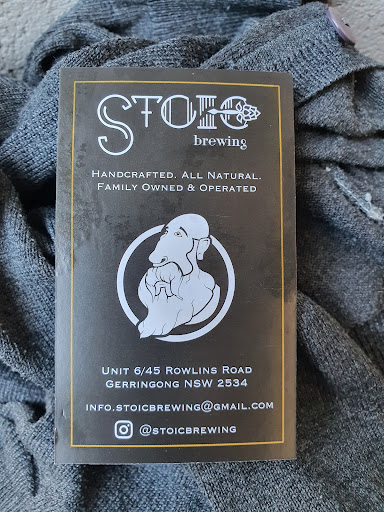 STOIC
brewing
HANDCRAFTED. ALL NATURAL.
FAMILY OWNED & OPERATED
UNIT 6/45 ROWLINS ROAD
GERRINGONG NSW 2534
INFO.STOICBREWING@GMAIL.COM
@STOICBREWING